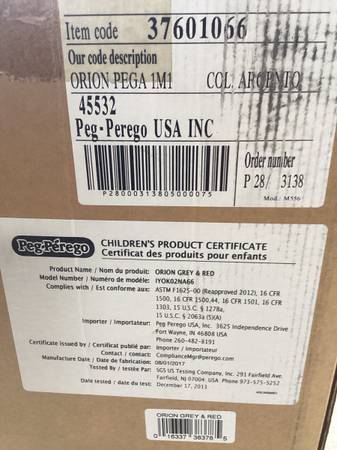 Item code 37601066
Our code description
ORION PEGA 1M1 COL. ARGENTO
45532
Peg-Perego USA INC
P28000313805000075
Order number
P 28/ 3138
Mod.: M556
Peg-Pérego
CHILDREN'S PRODUCT CERTIFICATE
Certificat des produits pour enfants
Product Name / Nom du produit: ORION GREY & RED
Model Number / Numéro de modèle: IYOK02NA66
Complies with / Est conforme aux: ASTM F1625-00 (Reapproved 2012), 16 CFR
1500, 16 CFR 1500.44, 16 CFR 1501, 16 CFR
1303, 15 U.S.C. § 1278a,
15 U.S.C. § 2063a (5)(A)
Importer / Importateur: Peg Perego USA, Inc. 3625 Independence Drive
Fort Wayne, IN 46808 USA
Phone 260-482-8191
Certificate issued by / Certificat publié par: Importer / Importateur
Contact / contact: ComplianceMgr@perego.com
Manufacture Date / Date de fabrication: 08/01/2017
Tested by / Testé par: SGS US Testing Company, Inc. 291 Fairfield Ave.
Fairfield, NJ 07004. USA Phone 973-575-5252
Date tested / date du test: December 17, 2013
ORION GREY & RED
0 16337 38378 5